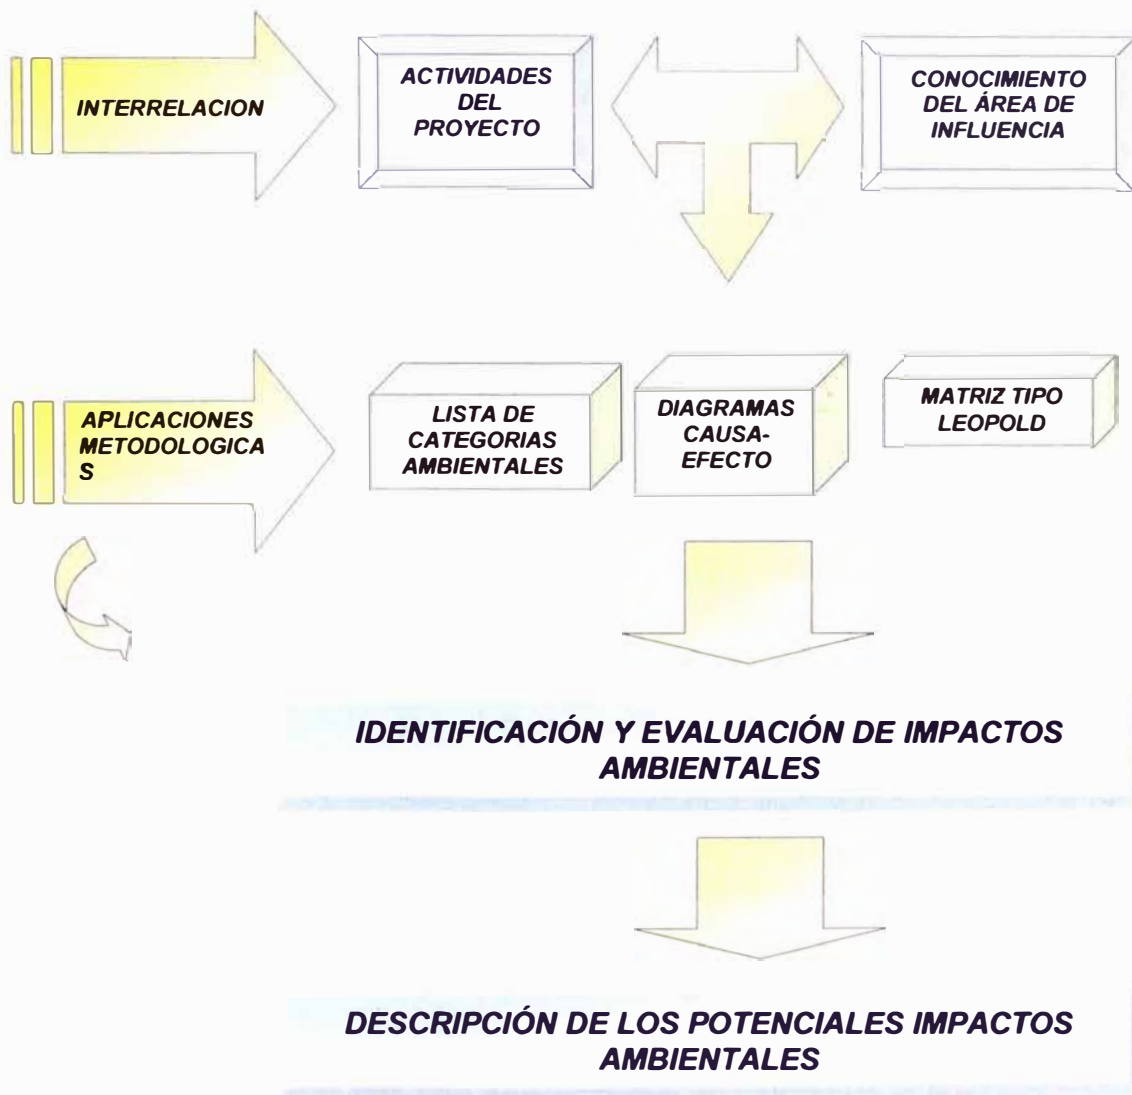 INTERRELACION
ACTIVIDADES
DEL
PROYECTO
CONOCIMIENTO
DEL ÁREA DE
INFLUENCIA
APLICACIONES
METODOLOGICA
S
LISTA DE
CATEGORIAS
AMBIENTALES
DIAGRAMAS
CAUSA-
EFECTO
MATRIZ TIPO
LEOPOLD
IDENTIFICACIÓN Y EVALUACIÓN DE IMPACTOS
AMBIENTALES
DESCRIPCIÓN DE LOS POTENCIALES IMPACTOS
AMBIENTALES